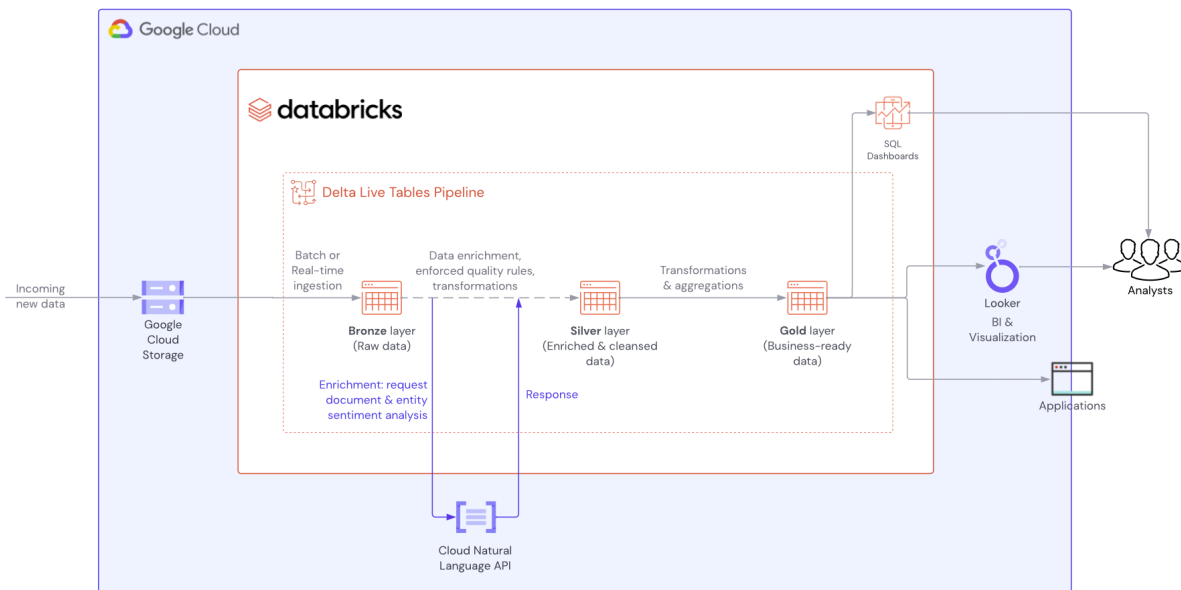 Google Cloud
databricks
SQL
Dashboards
Delta Live Tables Pipeline
Batch or
Real-time
ingestion
Data enrichment,
enforced quality rules,
transformations
Transformations
& aggregations
Incoming
new data
Google
Cloud
Storage
Bronze layer
(Raw data)
Silver layer
(Enriched & cleansed
data)
Gold layer
(Business-ready
data)
Looker
BI &
Visualization
Analysts
Enrichment: request
document & entity
sentiment analysis
Response
Applications
Cloud Natural
Language API